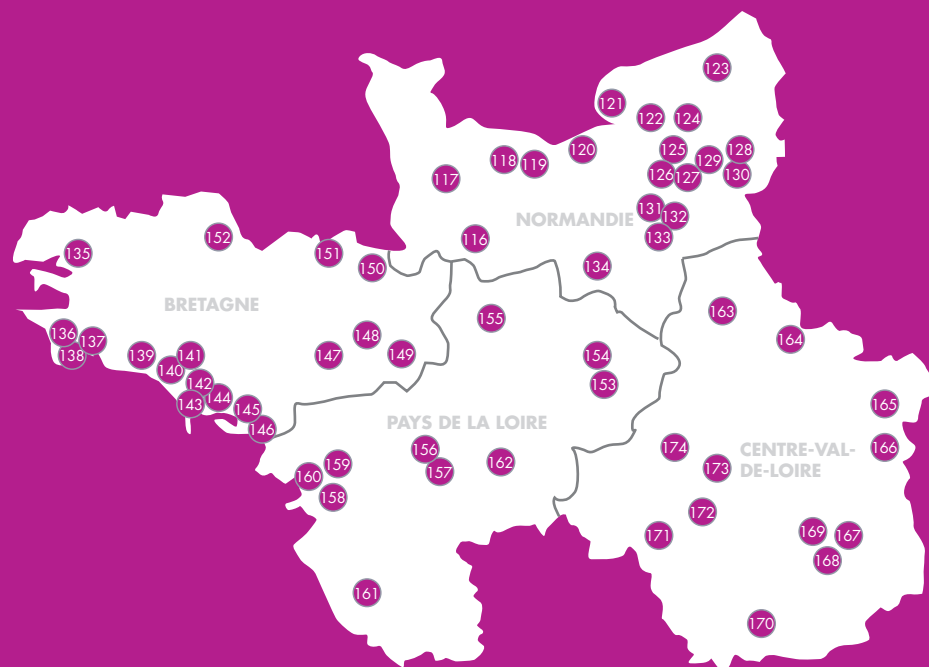 123
121
122 124
120 125 128
118 119 129
117 126 127 130
131 132
NORMANDIE
152 116 133
135 151
150 134
BRETAGNE
163
155
136 137 148 164
138 139 141 147 149 154
140
142 153
143 144 165
145
PAYS DE LA LOIRE
146
156 174 CENTRE-VAL-
DE-LOIRE 166
159 162 173
160 157
158
172
171 169 167
168
161
170